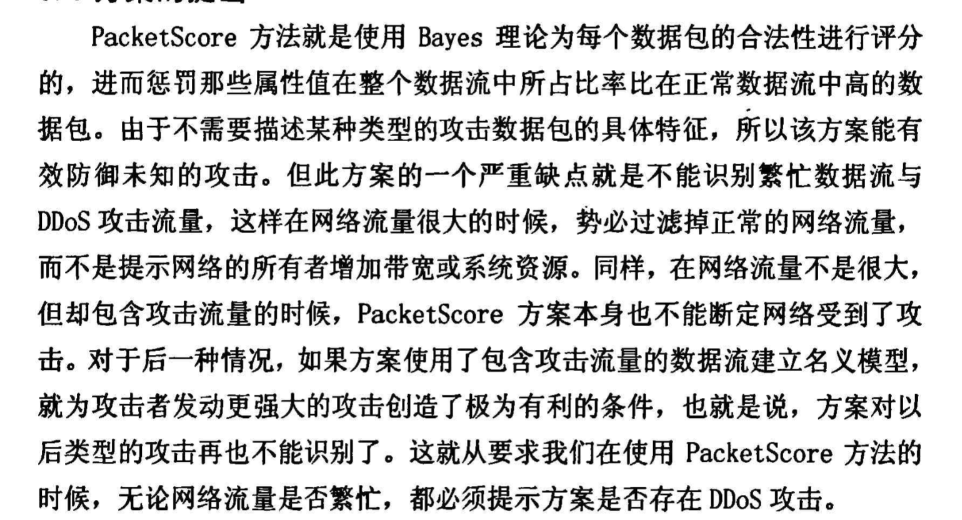 PacketScore 方法就是使用 Bayes 理论为每个数据包的合法性进行评分
的，进而惩罚那些属性值在整个数据流中所占比率比在正常数据流中高的数
据包。由于不需要描述某种类型的攻击数据包的具体特征，所以该方案能有
效防御未知的攻击。但此方案的一个严重缺点就是不能识别繁忙数据流与
DDoS 攻击流量，这样在网络流量很大的时候，势必过滤掉正常的网络流量，
而不是提示网络的所有者增加带宽或系统资源。同样，在网络流量不是很大，
但却包含攻击流量的时候，PacketScore 方案本身也不能断定网络受到了攻
击。对于后一种情况，如果方案使用了包含攻击流量的数据流建立名义模型，
就为攻击者发动更强大的攻击创造了极为有利的条件，也就是说，方案对以
后类型的攻击再也不能识别了。这就从要求我们在使用 PacketScore 方法的
时候，无论网络流量是否繁忙，都必须提示方案是否存在 DDoS 攻击。